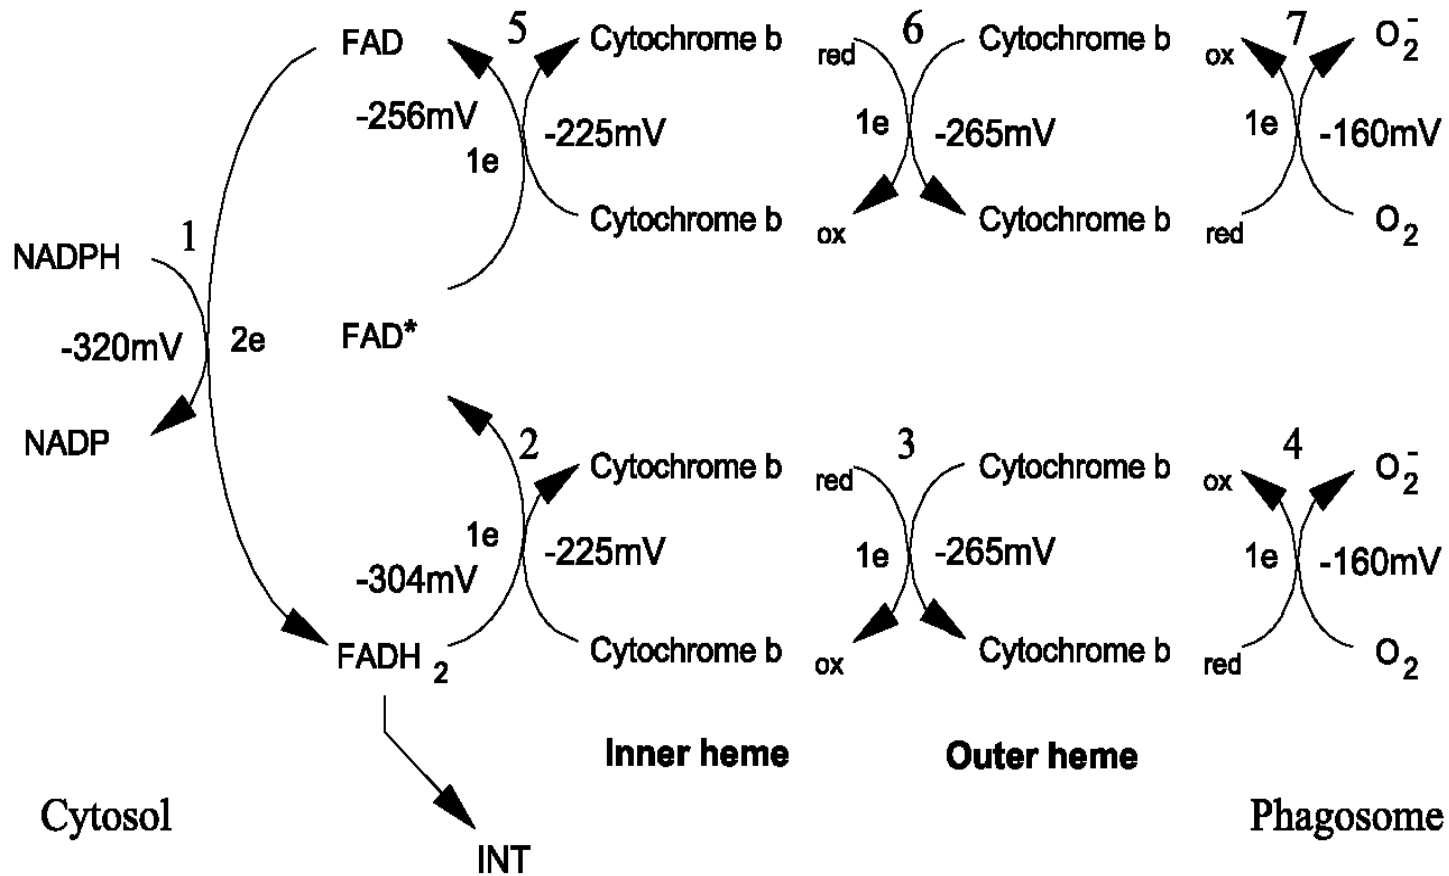 FAD 5 Cytochrome b red 6 Cytochrome b ox 7 O2-
-256mV 1e -225mV 1e -265mV 1e -160mV
Cytochrome b ox Cytochrome b red O2
1
NADPH
FAD*
-320mV 2e
NADP
2 Cytochrome b red 3 Cytochrome b ox 4 O2-
1e -225mV 1e -265mV 1e -160mV
-304mV
FADH2 Cytochrome b ox Cytochrome b red O2
Inner heme Outer heme
Cytosol Phagosome
INT